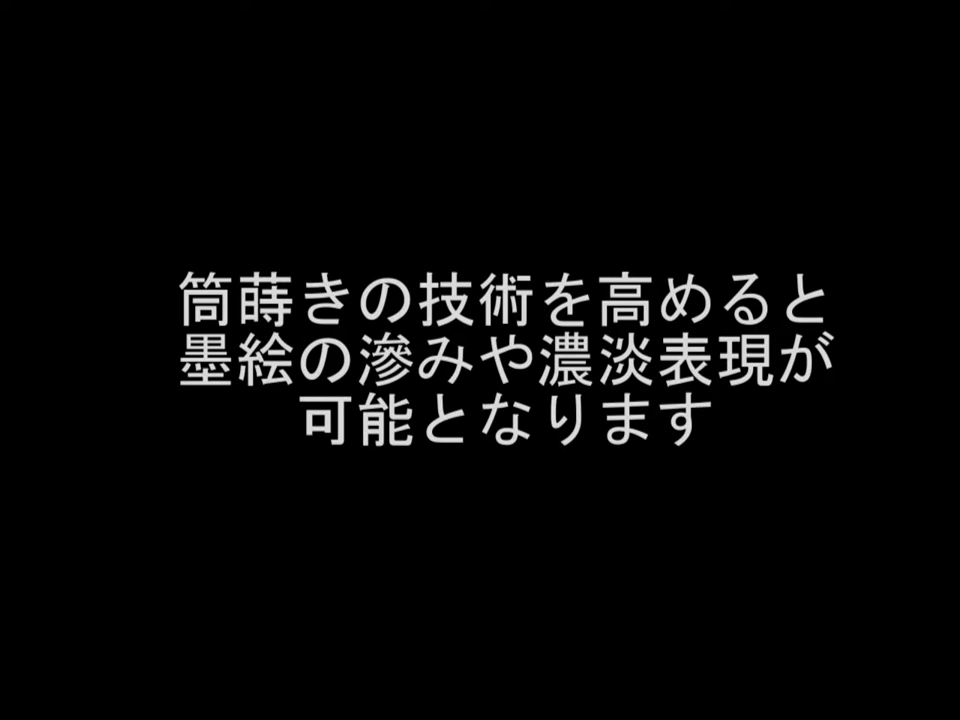 筒蒔きの技術を高めると
墨絵の滲みや濃淡表現が
可能となります